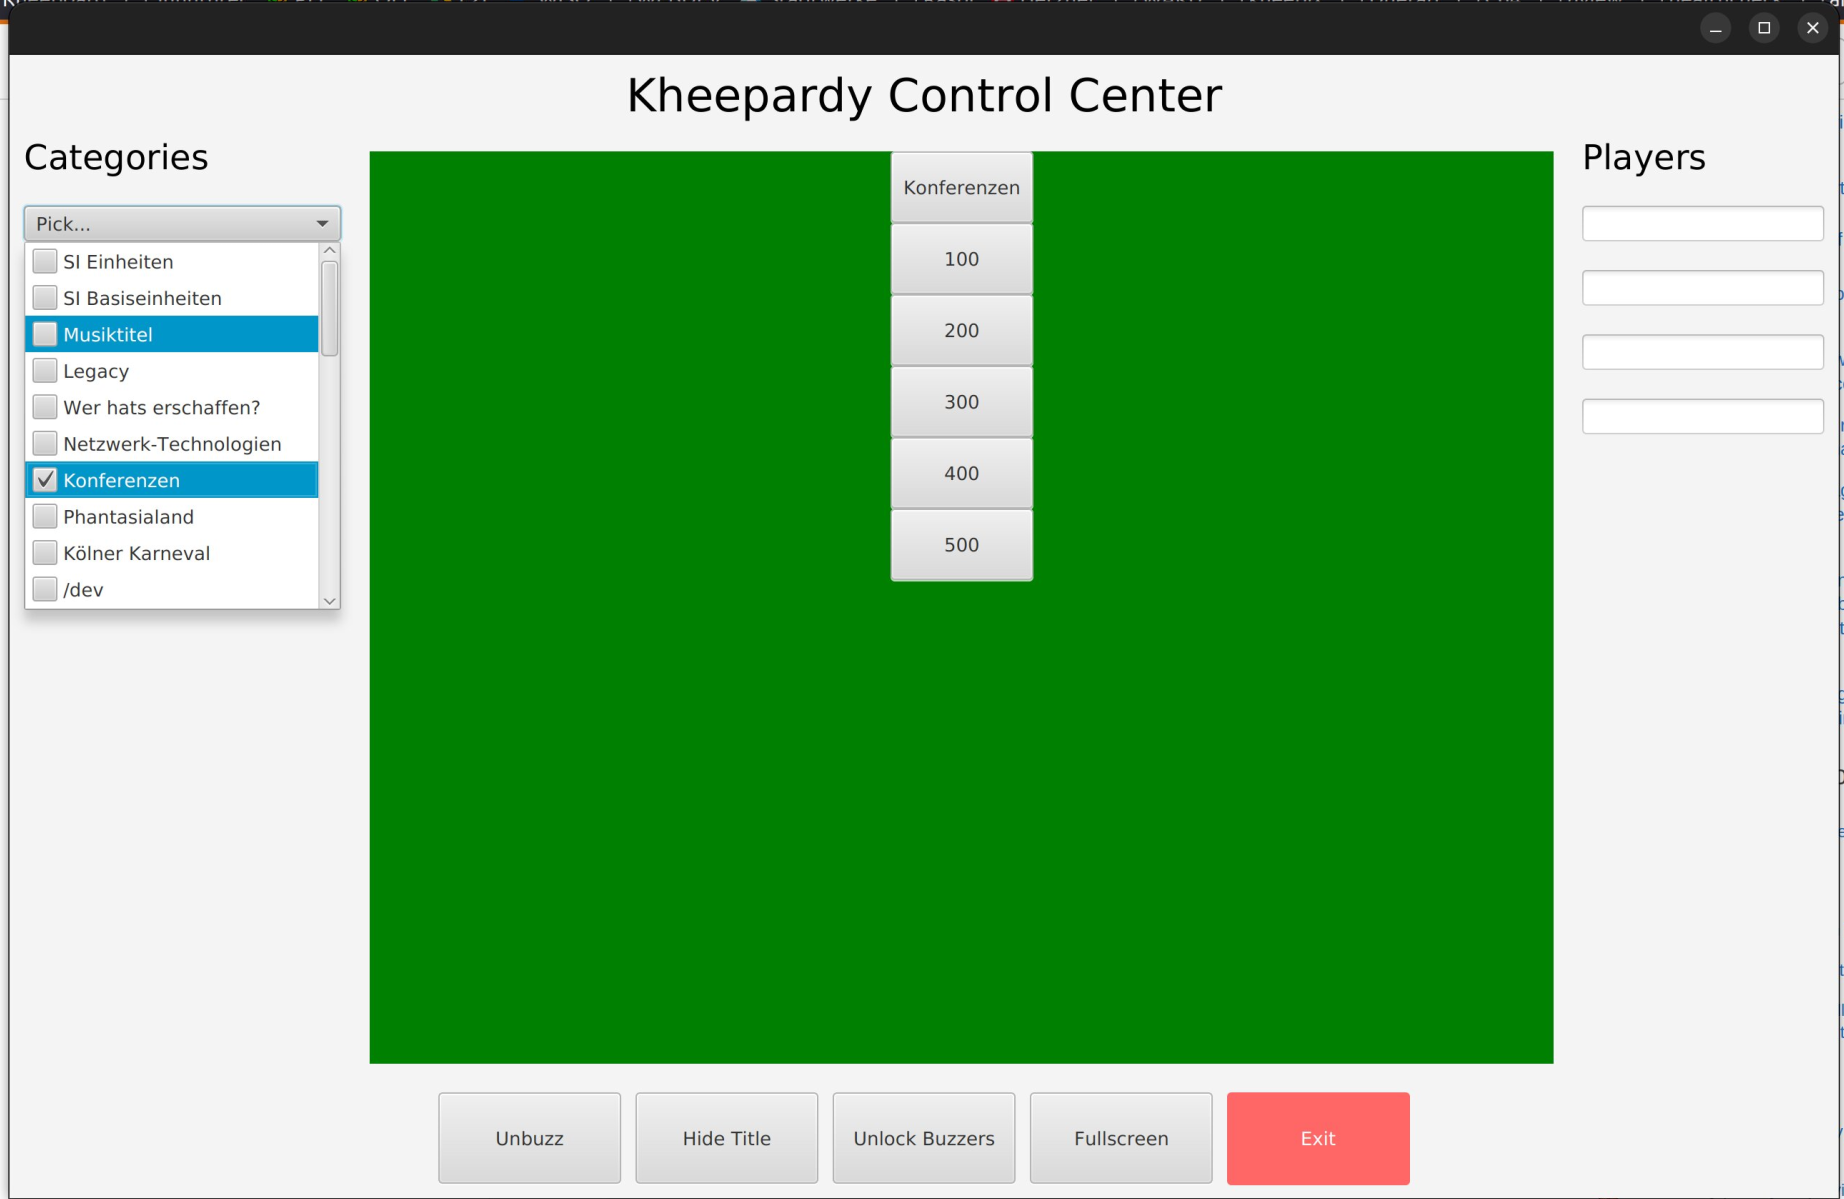 Kheepardy Control Center
Categories
Pick...
SI Einheiten
SI Basiseinheiten
Musiktitel
Legacy
Wer hats erschaffen?
Netzwerk-Technologien
Konferenzen
Phantasialand
Kölner Karneval
/dev
Konferenzen
100
200
300
400
500
Players
Unbuzz
Hide Title
Unlock Buzzers
Fullscreen
Exit